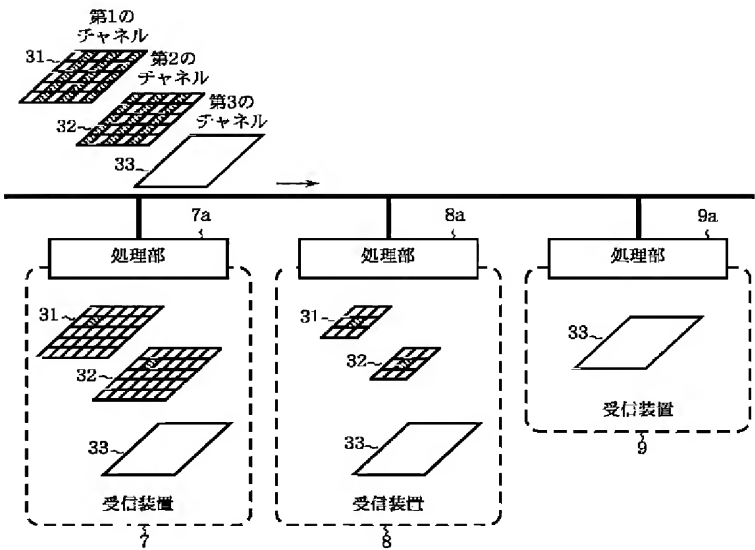 第1の
チャネル
31
第2の
チャネル
32
第3の
チャネル
33
7a
8a
9a
処理部
処理部
処理部
31
32
33
受信装置
7
31
32
33
受信装置
8
33
受信装置
9